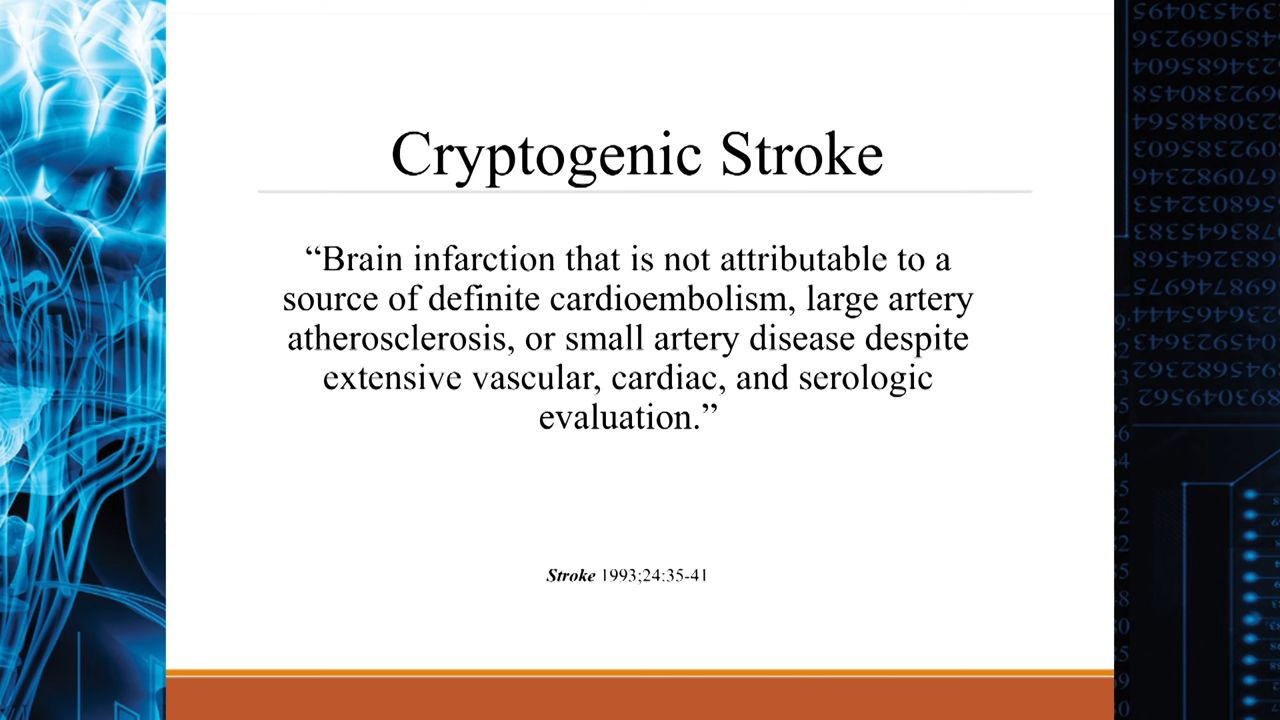 Cryptogenic Stroke
“Brain infarction that is not attributable to a
source of definite cardioembolism, large artery
atherosclerosis, or small artery disease despite
extensive vascular, cardiac, and serologic
evaluation.”
Stroke 1993;24:35-41